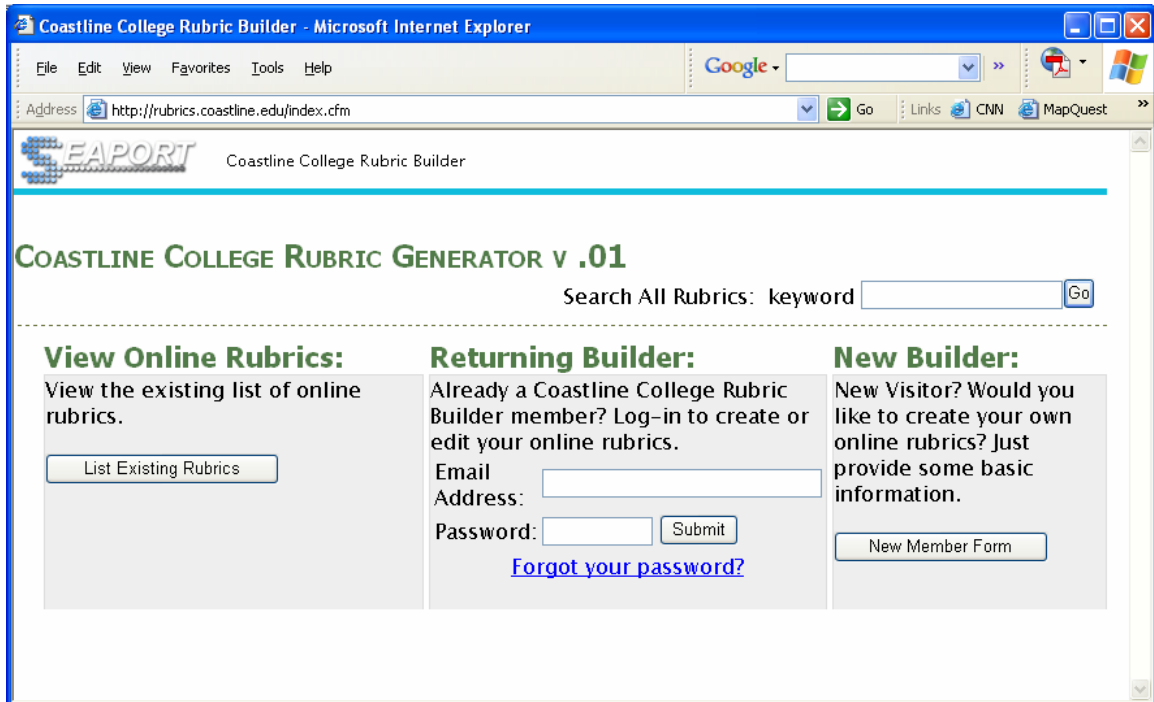 Coastline College Rubric Builder - Microsoft Internet Explorer
File Edit View Favorites Tools Help
Google
»
Address http://rubrics.coastline.edu/index.cfm Go Links CNN MapQuest »
SEAPORT Coastline College Rubric Builder
COASTLINE COLLEGE RUBRIC GENERATOR V .01
Search All Rubrics: keyword Go
View Online Rubrics:
View the existing list of online
rubrics.
List Existing Rubrics
Returning Builder:
Already a Coastline College Rubric
Builder member? Log-in to create or
edit your online rubrics.
Email
Address:
Password: Submit
Forgot your password?
New Builder:
New Visitor? Would you
like to create your own
online rubrics? Just
provide some basic
information.
New Member Form